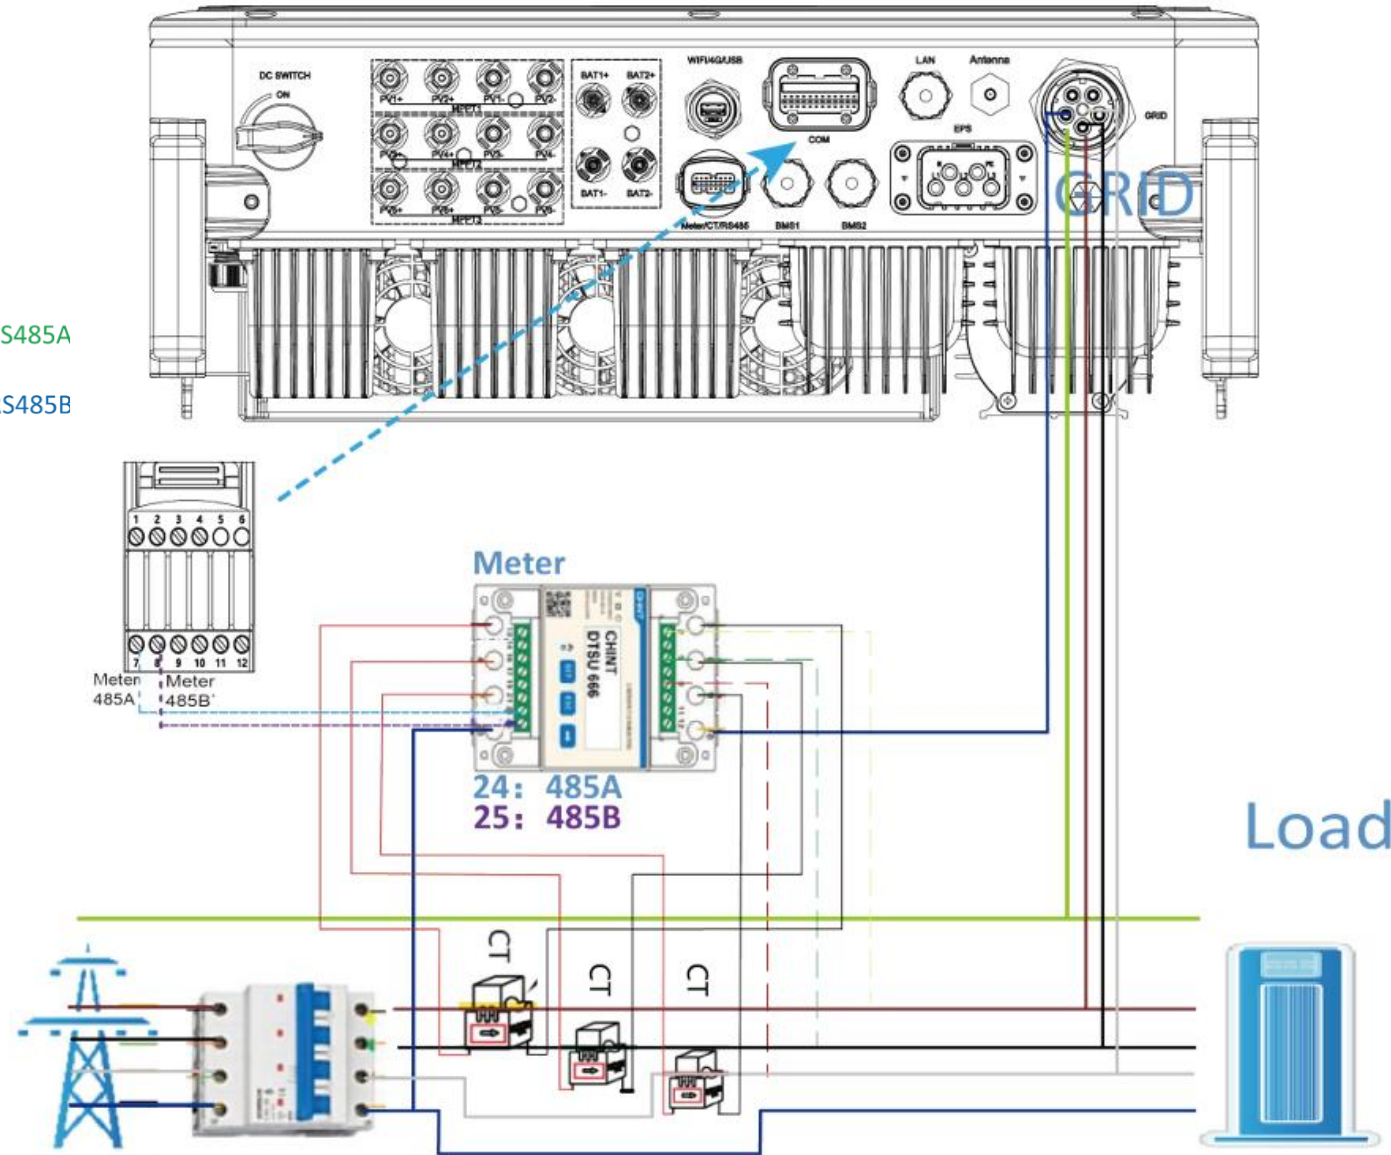 WIFI/4G/USB
LAN
Antenna
DC SWITCH
ON
BAT1+
BAT2+
PV1+
PV2+
PV1-
PV2-
MPPT1
GRID
COM
EPS
PV3+
PV4+
PV3-
PV4-
MPPT2
BAT1-
BAT2-
GRID
PV5+
PV6+
PV5-
PV6-
MPPT3
Meter/CT/RS485
BMS1
BMS2
S485A
S485B
1 2 3 4 5 6
7 8 9 10 11 12
Meter
485A
Meter
485B'
Meter
CHINT
CHINT
DTSU 666
24: 485A
25: 485B
Load
CT
CT
CT